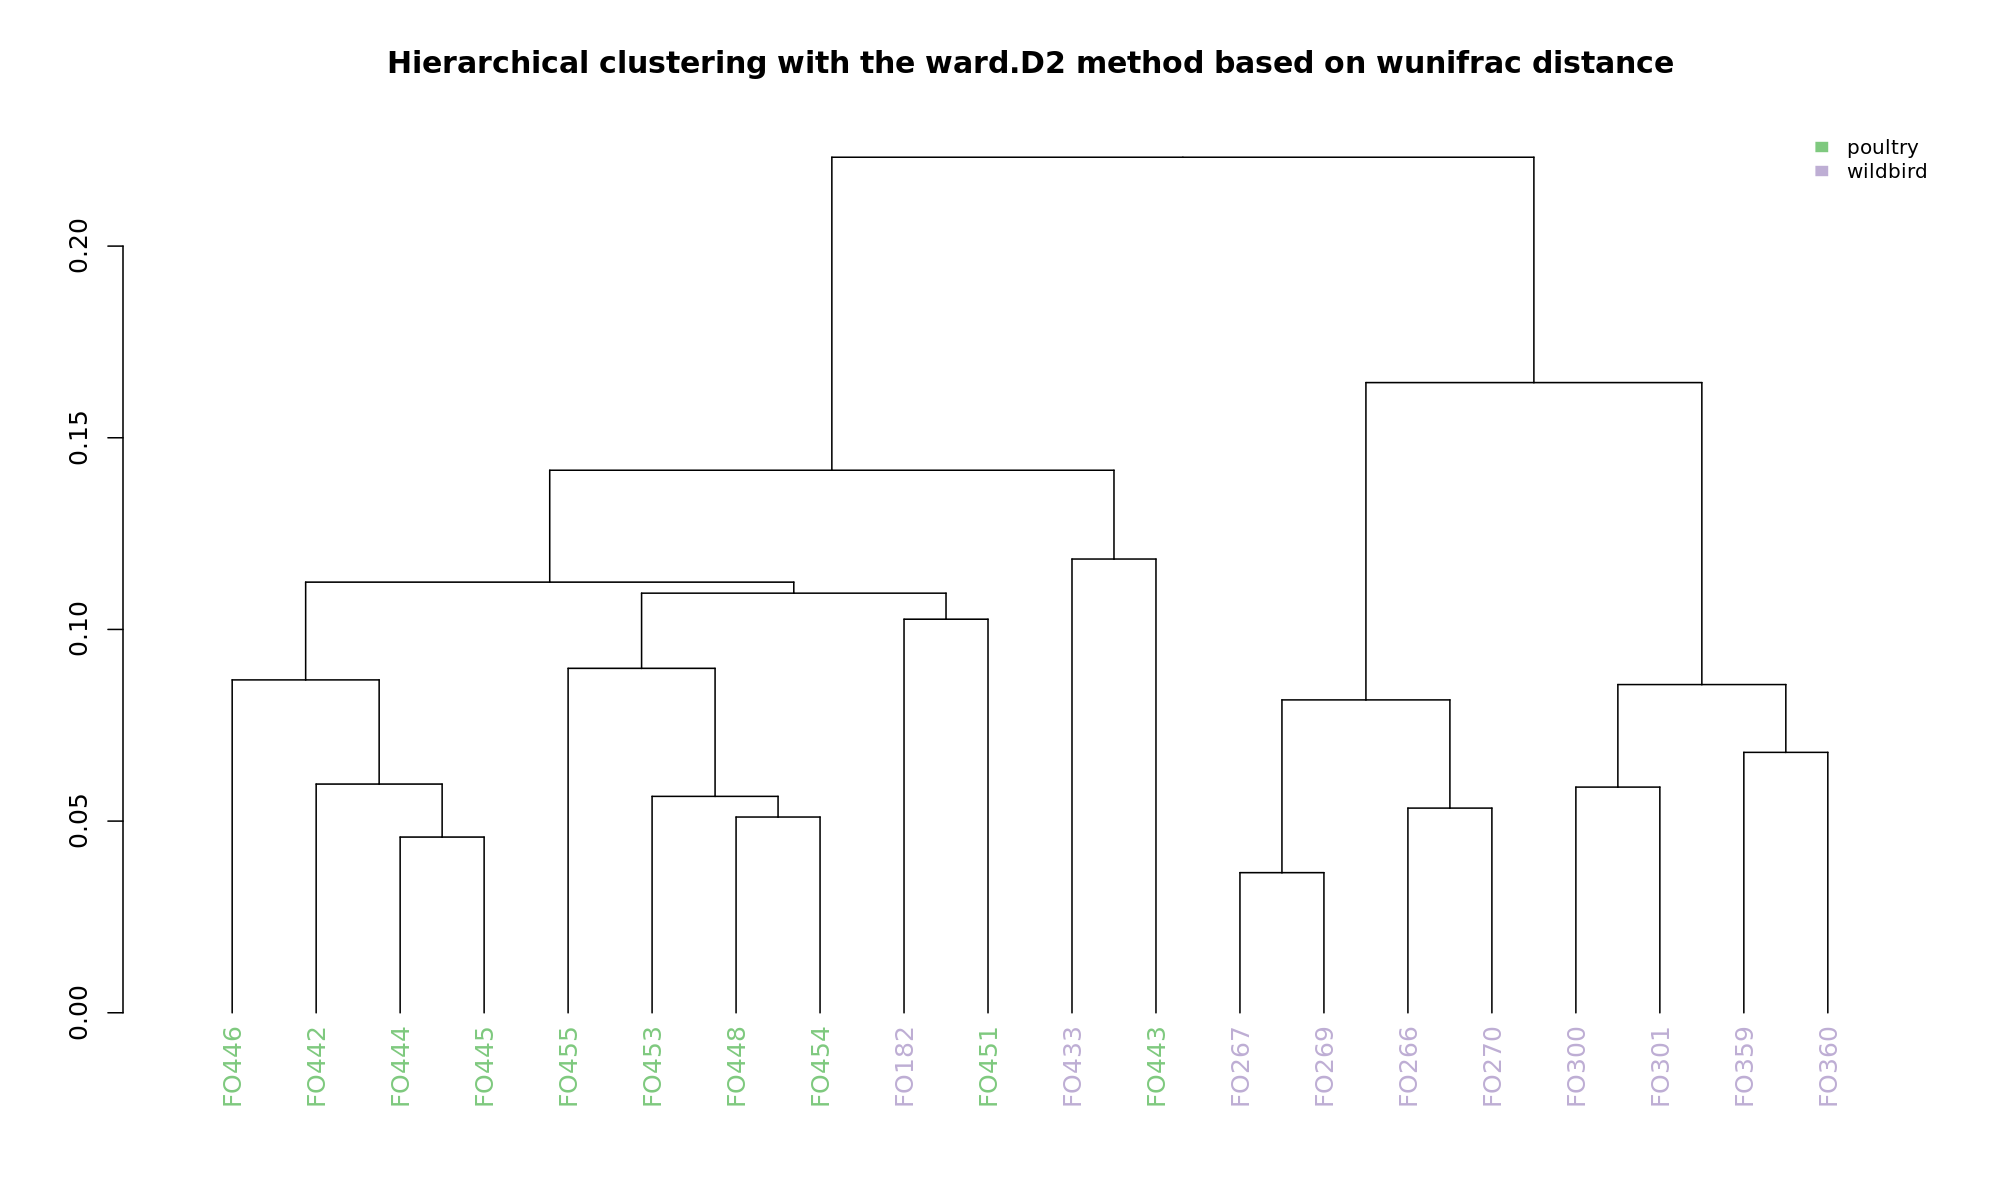 Hierarchical clustering with the ward.D2 method based on wunifrac distance
poultry
wildbird
0.20
0.15
0.10
0.05
0.00
FO446
FO442
FO444
FO445
FO455
FO453
FO448
FO454
FO182
FO451
FO433
FO443
FO267
FO269
FO266
FO270
FO300
FO301
FO359
FO360